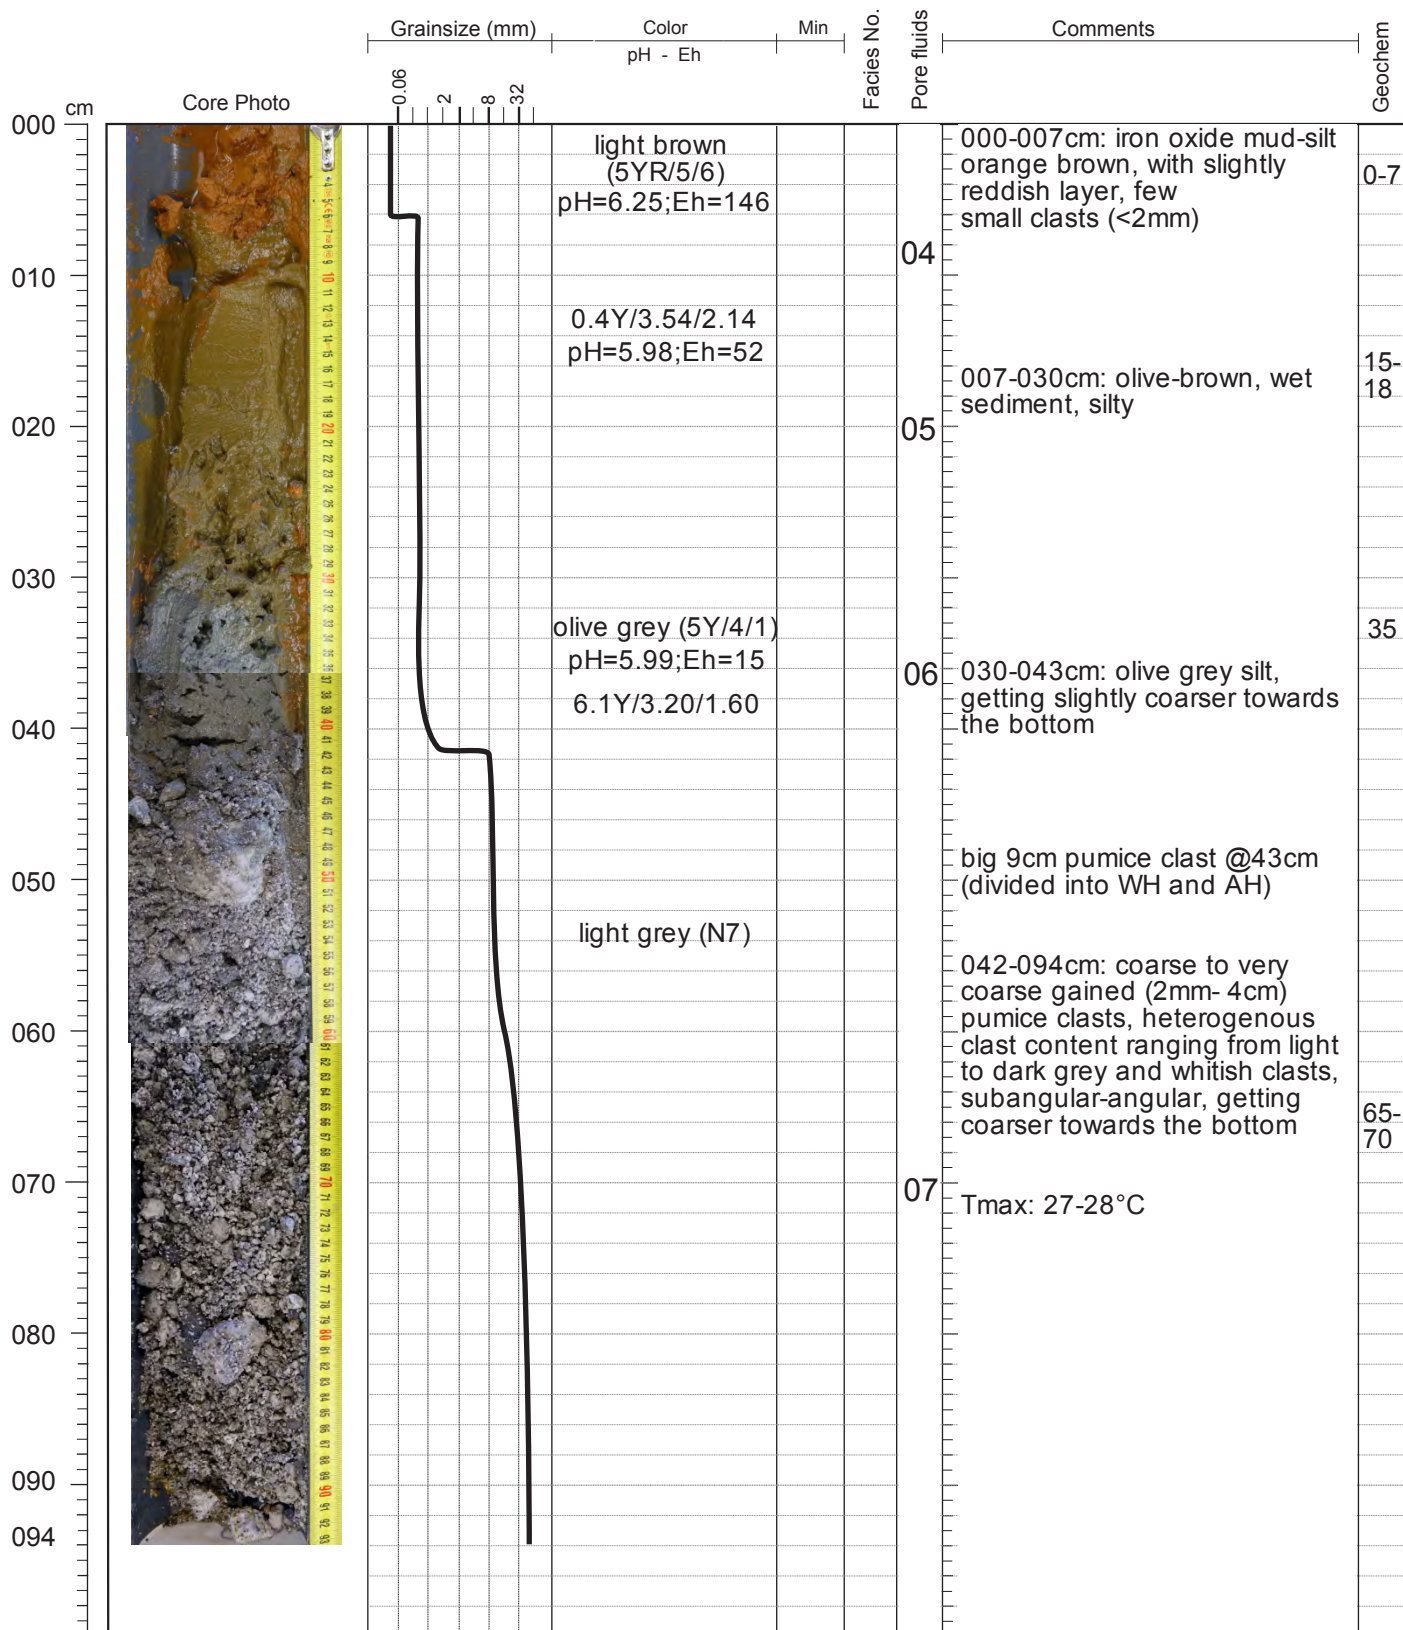 Grainsize (mm)
Color
pH - Eh
Min
Facies No.
Pore fluids
Comments
Geochem
cm
Core Photo
0.06
2
8
32
000
010
020
030
040
050
060
070
080
090
094
light brown
(5YR/5/6)
pH=6.25;Eh=146
0.4Y/3.54/2.14
pH=5.98;Eh=52
olive grey (5Y/4/1)
pH=5.99;Eh=15
6.1Y/3.20/1.60
light grey (N7)
04
05
06
07
000-007cm: iron oxide mud-silt
orange brown, with slightly
reddish layer, few
small clasts (<2mm)
007-030cm: olive-brown, wet
sediment, silty
030-043cm: olive grey silt,
getting slightly coarser towards
the bottom
big 9cm pumice clast @43cm
(divided into WH and AH)
042-094cm: coarse to very
coarse gained (2mm- 4cm)
pumice clasts, heterogenous
clast content ranging from light
to dark grey and whitish clasts,
subangular-angular, getting
coarser towards the bottom
Tmax: 27-28°C
0-7
15-
18
35
65-
70